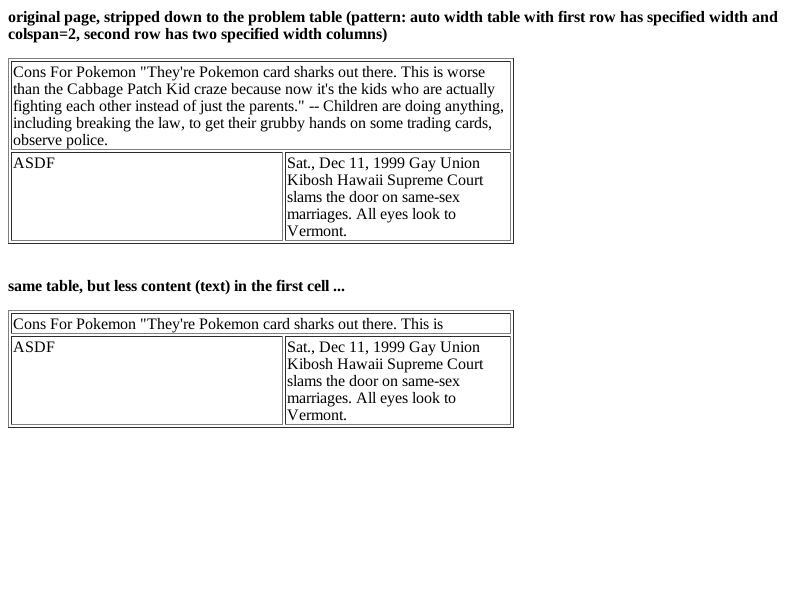 original page, stripped down to the problem table (pattern: auto width table with first row has specified width and
colspan=2, second row has two specified width columns)
Cons For Pokemon "They're Pokemon card sharks out there. This is worse
than the Cabbage Patch Kid craze because now it's the kids who are actually
fighting each other instead of just the parents." -- Children are doing anything,
including breaking the law, to get their grubby hands on some trading cards,
observe police.
ASDF
Sat., Dec 11, 1999 Gay Union
Kibosh Hawaii Supreme Court
slams the door on same-sex
marriages. All eyes look to
Vermont.
same table, but less content (text) in the first cell ...
Cons For Pokemon "They're Pokemon card sharks out there. This is
ASDF
Sat., Dec 11, 1999 Gay Union
Kibosh Hawaii Supreme Court
slams the door on same-sex
marriages. All eyes look to
Vermont.